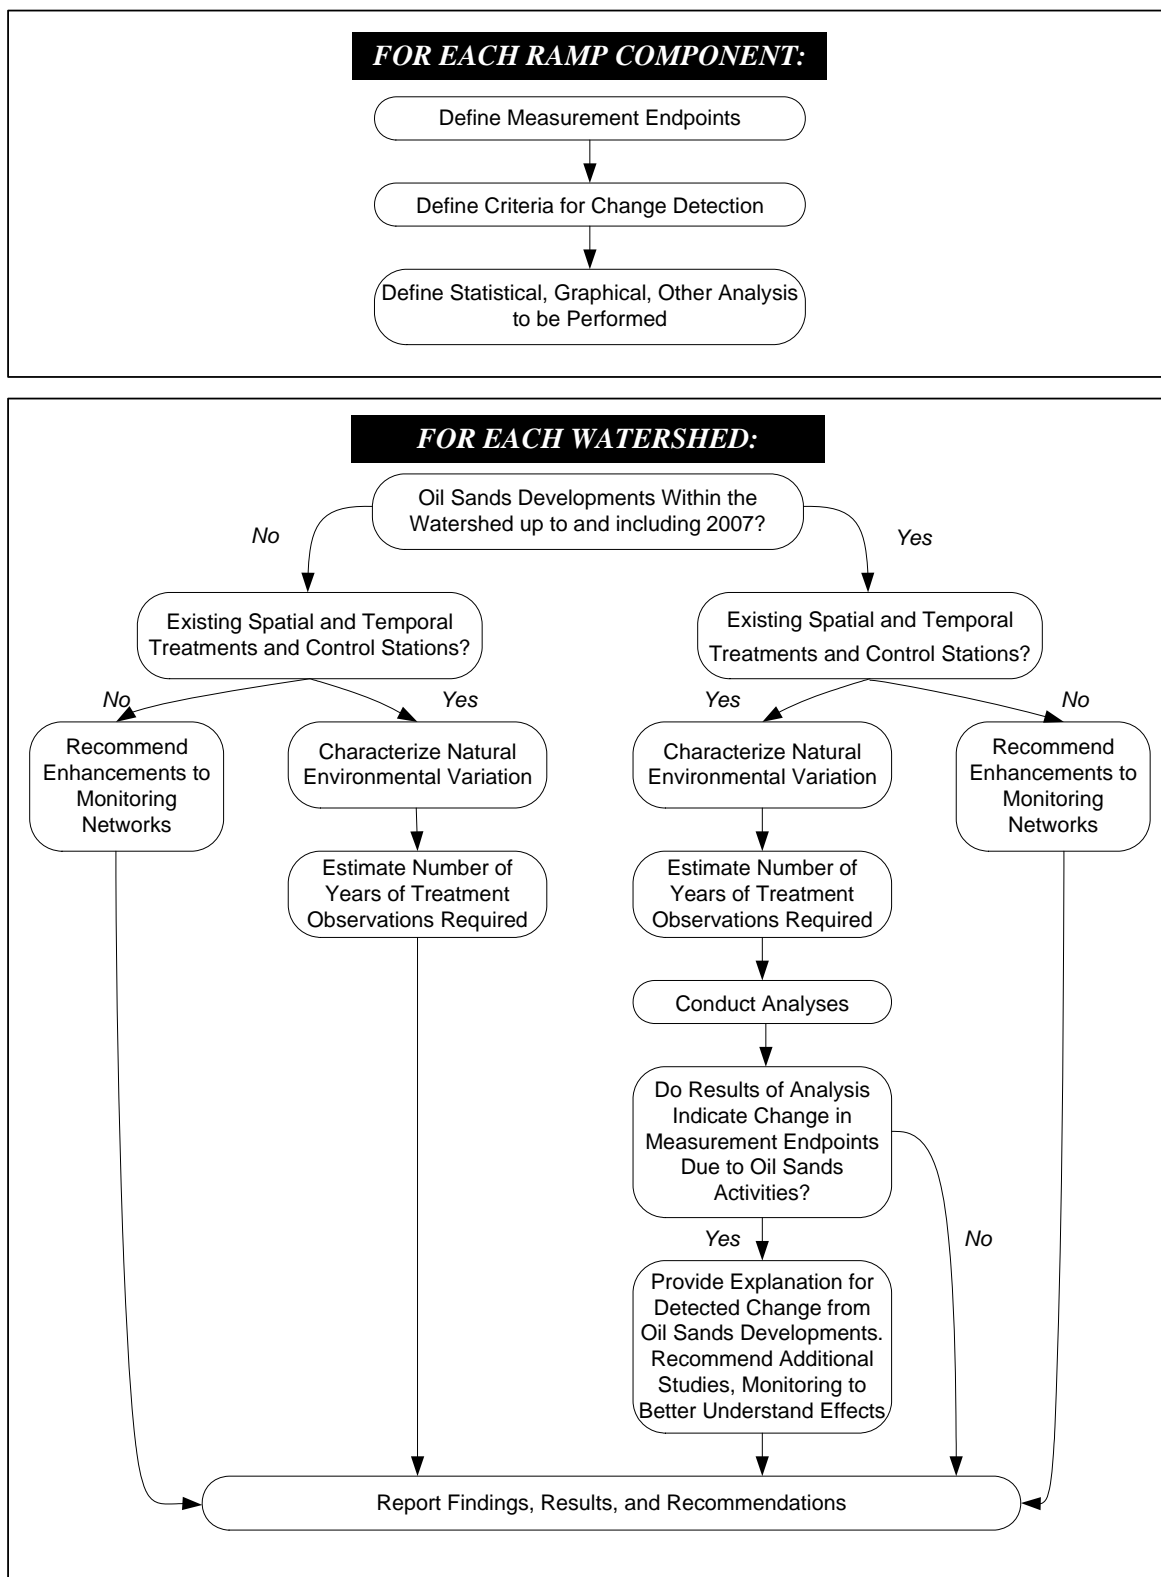 FOR EACH RAMP COMPONENT:
Define Measurement Endpoints
Define Criteria for Change Detection
Define Statistical, Graphical, Other Analysis
to be Performed
FOR EACH WATERSHED:
Oil Sands Developments Within the
Watershed up to and including 2007?
No
Yes
Existing Spatial and Temporal
Treatments and Control Stations?
Existing Spatial and Temporal
Treatments and Control Stations?
No
Yes
Yes
No
Recommend
Enhancements to
Monitoring
Networks
Characterize Natural
Environmental Variation
Characterize Natural
Environmental Variation
Recommend
Enhancements to
Monitoring
Networks
Estimate Number of
Years of Treatment
Observations Required
Estimate Number of
Years of Treatment
Observations Required
Conduct Analyses
Do Results of Analysis
Indicate Change in
Measurement Endpoints
Due to Oil Sands
Activities?
Yes
No
Provide Explanation for
Detected Change from
Oil Sands Developments.
Recommend Additional
Studies, Monitoring to
Better Understand Effects
Report Findings, Results, and Recommendations